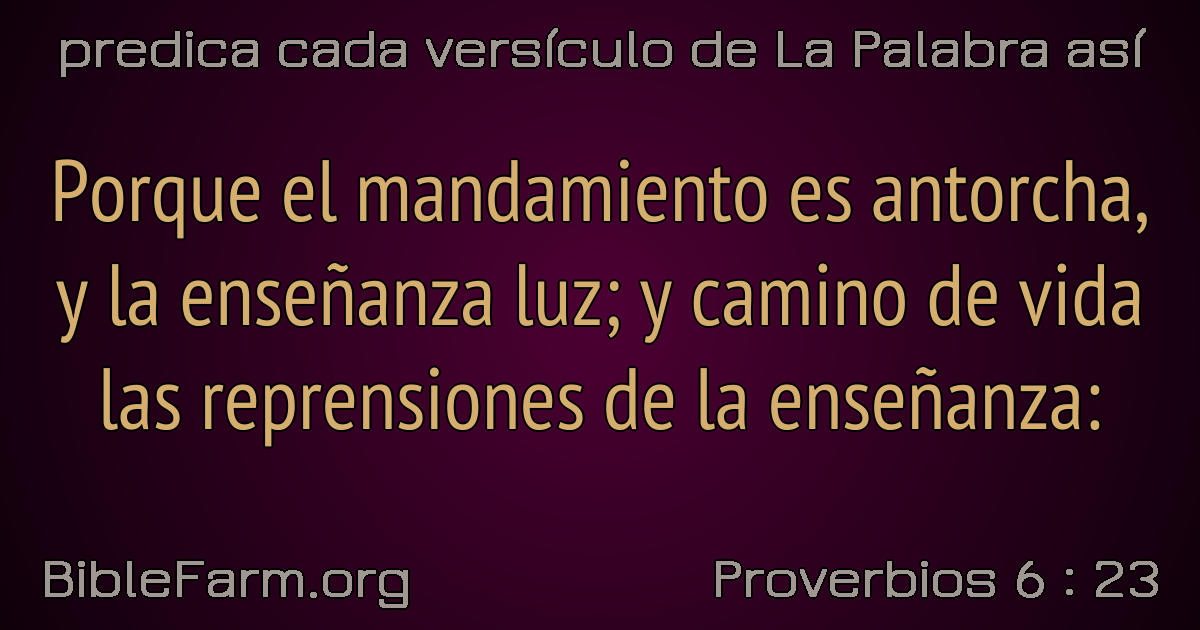 predica cada versículo de La Palabra así
Porque el mandamiento es antorcha,
y la enseñanza luz; y camino de vida
las reprensiones de la enseñanza:
BibleFarm.org
Proverbios 6 : 23